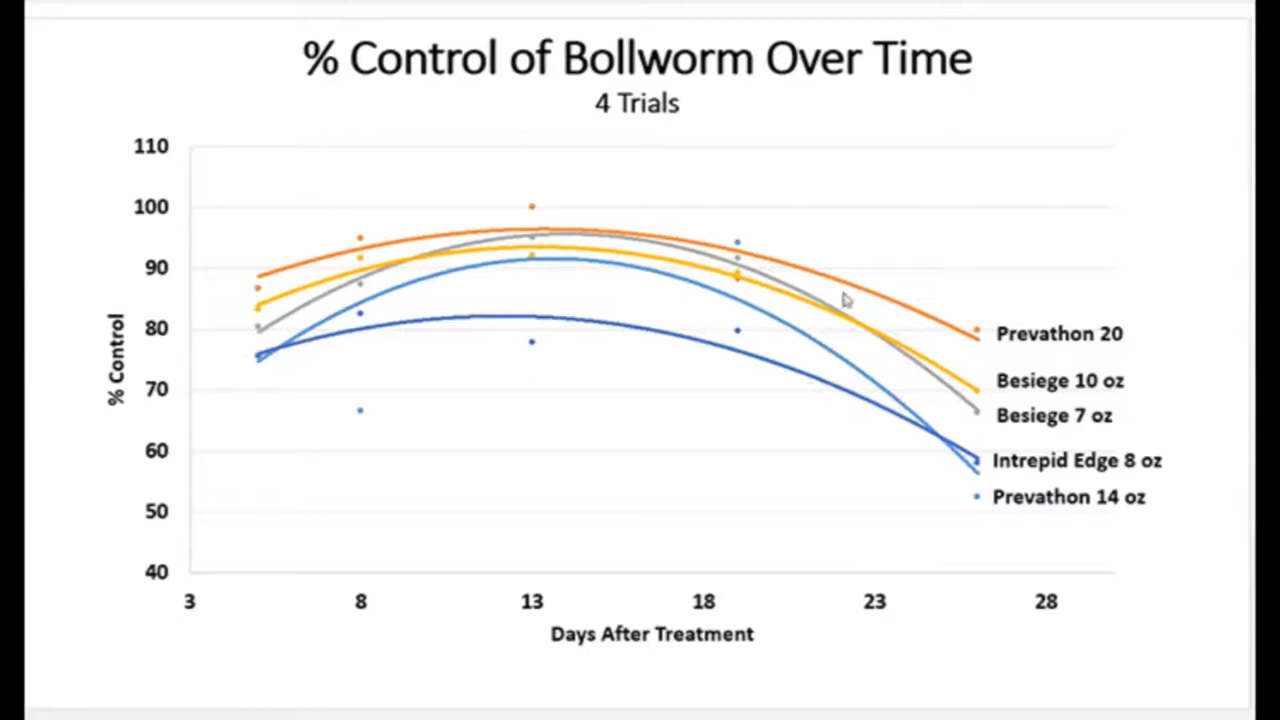 % Control of Bollworm Over Time
4 Trials
110
100
90
80
70
60
50
40
% Control
3 8 13 18 23 28
Days After Treatment
Prevathon 20
Besiege 10 oz
Besiege 7 oz
Intrepid Edge 8 oz
Prevathon 14 oz